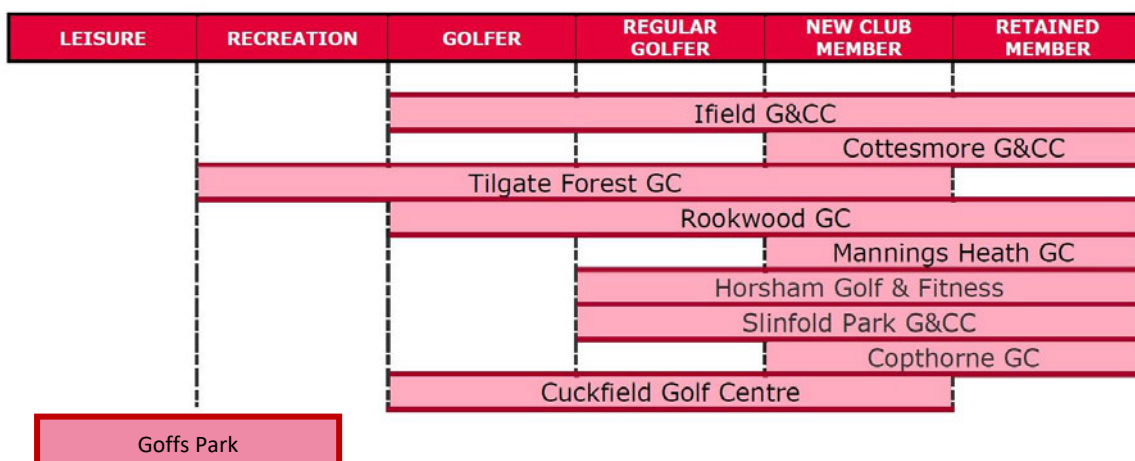 LEISURE
RECREATION
GOLFER
REGULAR
GOLFER
NEW CLUB
MEMBER
RETAINED
MEMBER
Ifield G&CC
Cottesmore G&CC
Tilgate Forest GC
Rookwood GC
Mannings Heath GC
Horsham Golf & Fitness
Slinfold Park G&CC
Copthorne GC
Cuckfield Golf Centre
Goffs Park